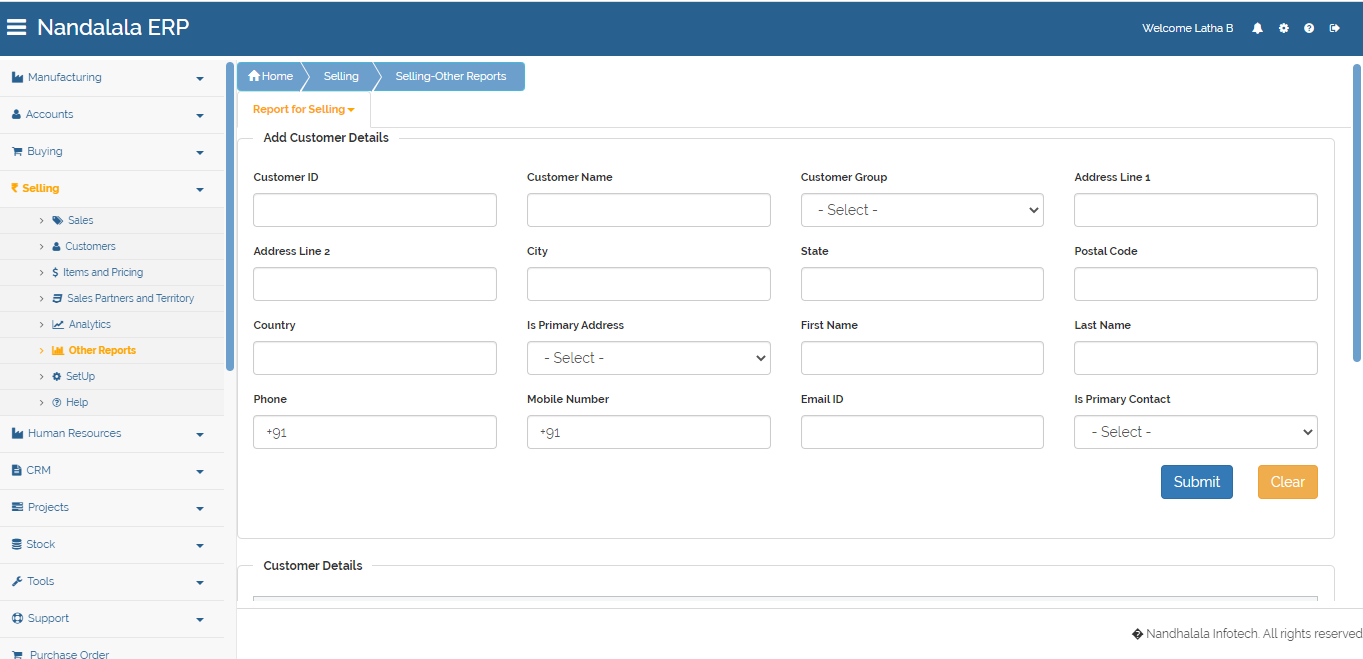 Nandalala ERP
Welcome Latha B
Manufacturing
Accounts
Buying
Selling
Sales
Customers
Items and Pricing
Sales Partners and Territory
Analytics
Other Reports
SetUp
Help
Human Resources
CRM
Projects
Stock
Tools
Support
Purchase Order
Home Selling Selling-Other Reports
Report for Selling
Add Customer Details
Customer ID Customer Name Customer Group Address Line 1
- Select -
Address Line 2 City State Postal Code
Country Is Primary Address First Name Last Name
- Select -
Phone Mobile Number Email ID Is Primary Contact
+91 +91 - Select -
Submit Clear
Customer Details
� Nandhalala Infotech. All rights reserved